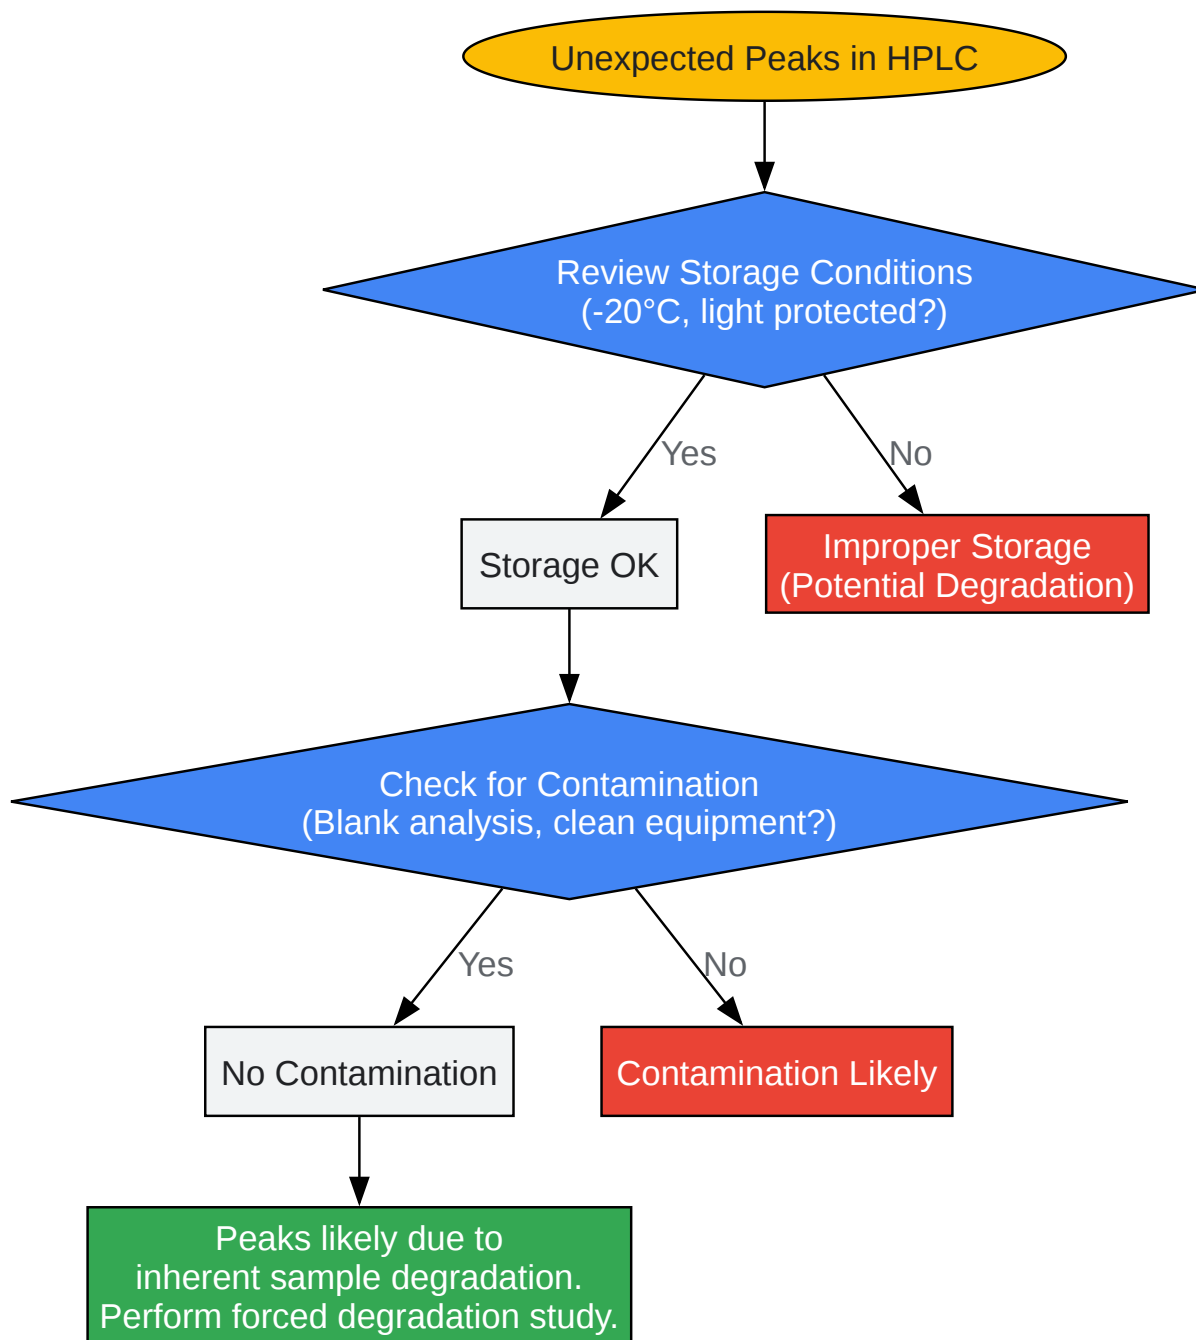 Unexpected Peaks in HPLC
Review Storage Conditions
(-20°C, light protected?)
Yes
No
Storage OK
Improper Storage
(Potential Degradation)
Check for Contamination
(Blank analysis, clean equipment?)
Yes
No
No Contamination
Contamination Likely
Peaks likely due to
inherent sample degradation.
Perform forced degradation study.